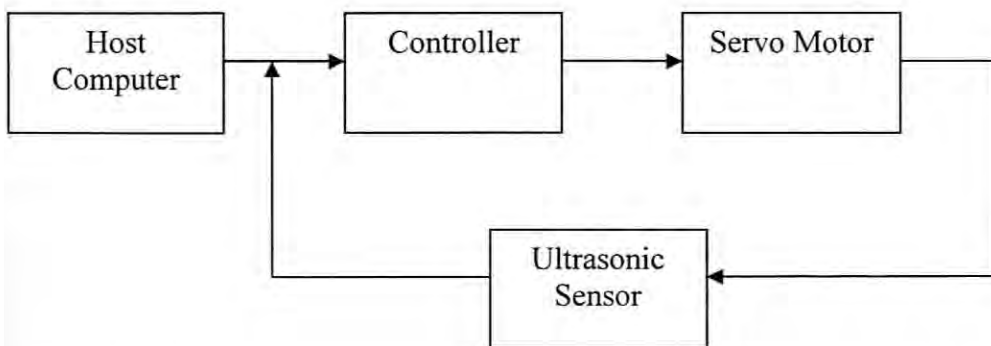 Host
Computer
Controller
Servo Motor
Ultrasonic
Sensor